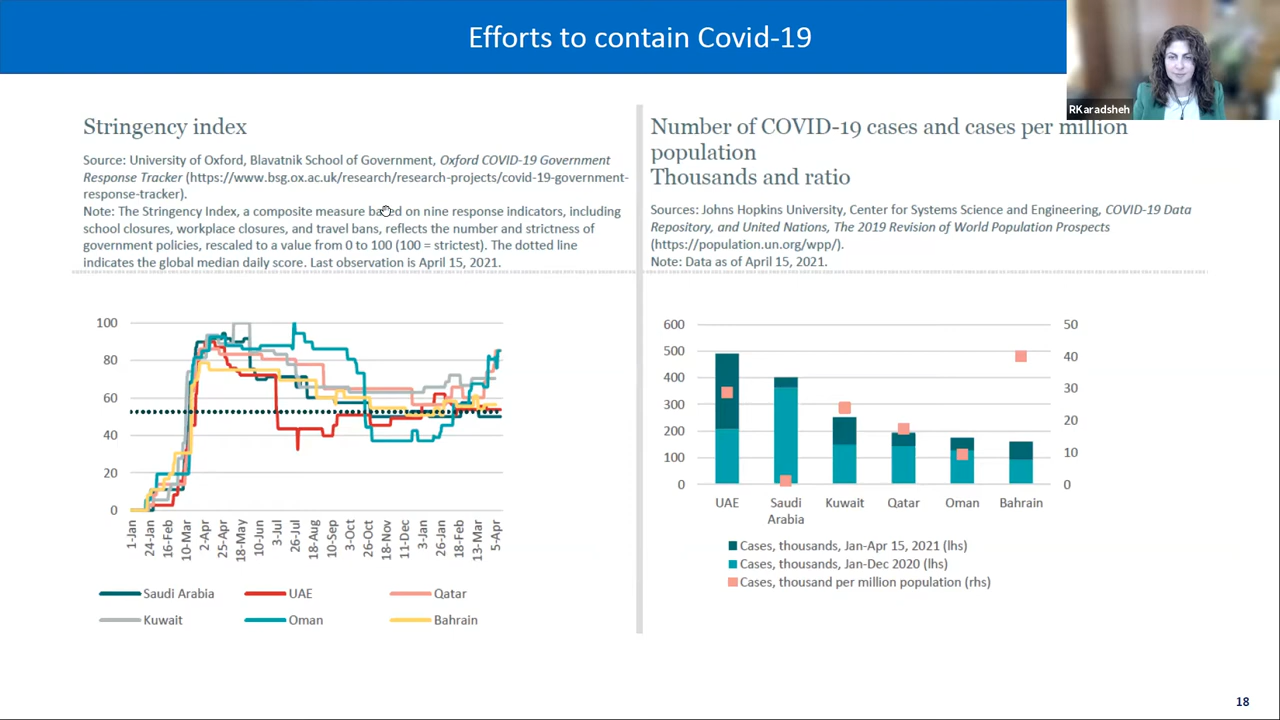 Efforts to contain Covid-19
RKaradsheh
Stringency index
Source: University of Oxford, Blavatnik School of Government, Oxford COVID-19 Government
Response Tracker (https://www.bsg.ox.ac.uk/research/research-projects/covid-19-government-
response-tracker).
Note: The Stringency Index, a composite measure based on nine response indicators, including
school closures, workplace closures, and travel bans, reflects the number and strictness of
government policies, rescaled to a value from 0 to 100 (100 = strictest). The dotted line
indicates the global median daily score. Last observation is April 15, 2021.
100
80
60
40
20
0
1-Jan
24-Jan
16-Feb
10-Mar
2-Apr
25-Apr
18-May
10-Jun
3-Jul
26-Jul
18-Aug
10-Sep
3-Oct
26-Oct
18-Nov
11-Dec
3-Jan
26-Jan
18-Feb
13-Mar
5-Apr
Saudi Arabia
UAE
Qatar
Kuwait
Oman
Bahrain
Number of COVID-19 cases and cases per million
population
Thousands and ratio
Sources: Johns Hopkins University, Center for Systems Science and Engineering, COVID-19 Data
Repository, and United Nations, The 2019 Revision of World Population Prospects
(https://population.un.org/wpp/).
Note: Data as of April 15, 2021.
600
500
400
300
200
100
0
50
40
30
20
10
0
UAE
Saudi
Arabia
Kuwait
Qatar
Oman
Bahrain
Cases, thousands, Jan-Apr 15, 2021 (lhs)
Cases, thousands, Jan-Dec 2020 (lhs)
Cases, thousand per million population (rhs)
18